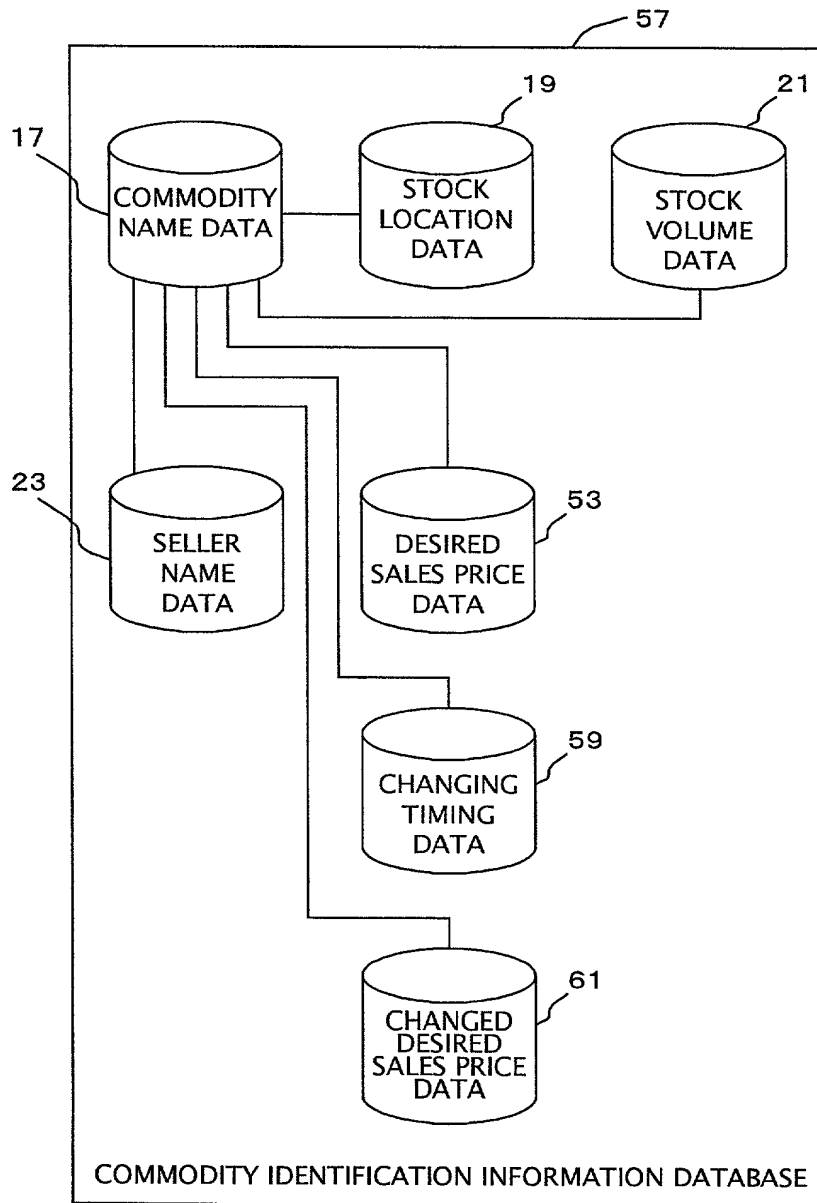 57
19
21
17
COMMODITY
NAME DATA
STOCK
LOCATION
DATA
STOCK
VOLUME
DATA
23
SELLER
NAME
DATA
53
DESIRED
SALES PRICE
DATA
59
CHANGING
TIMING
DATA
61
CHANGED
DESIRED
SALES PRICE
DATA
COMMODITY IDENTIFICATION INFORMATION DATABASE